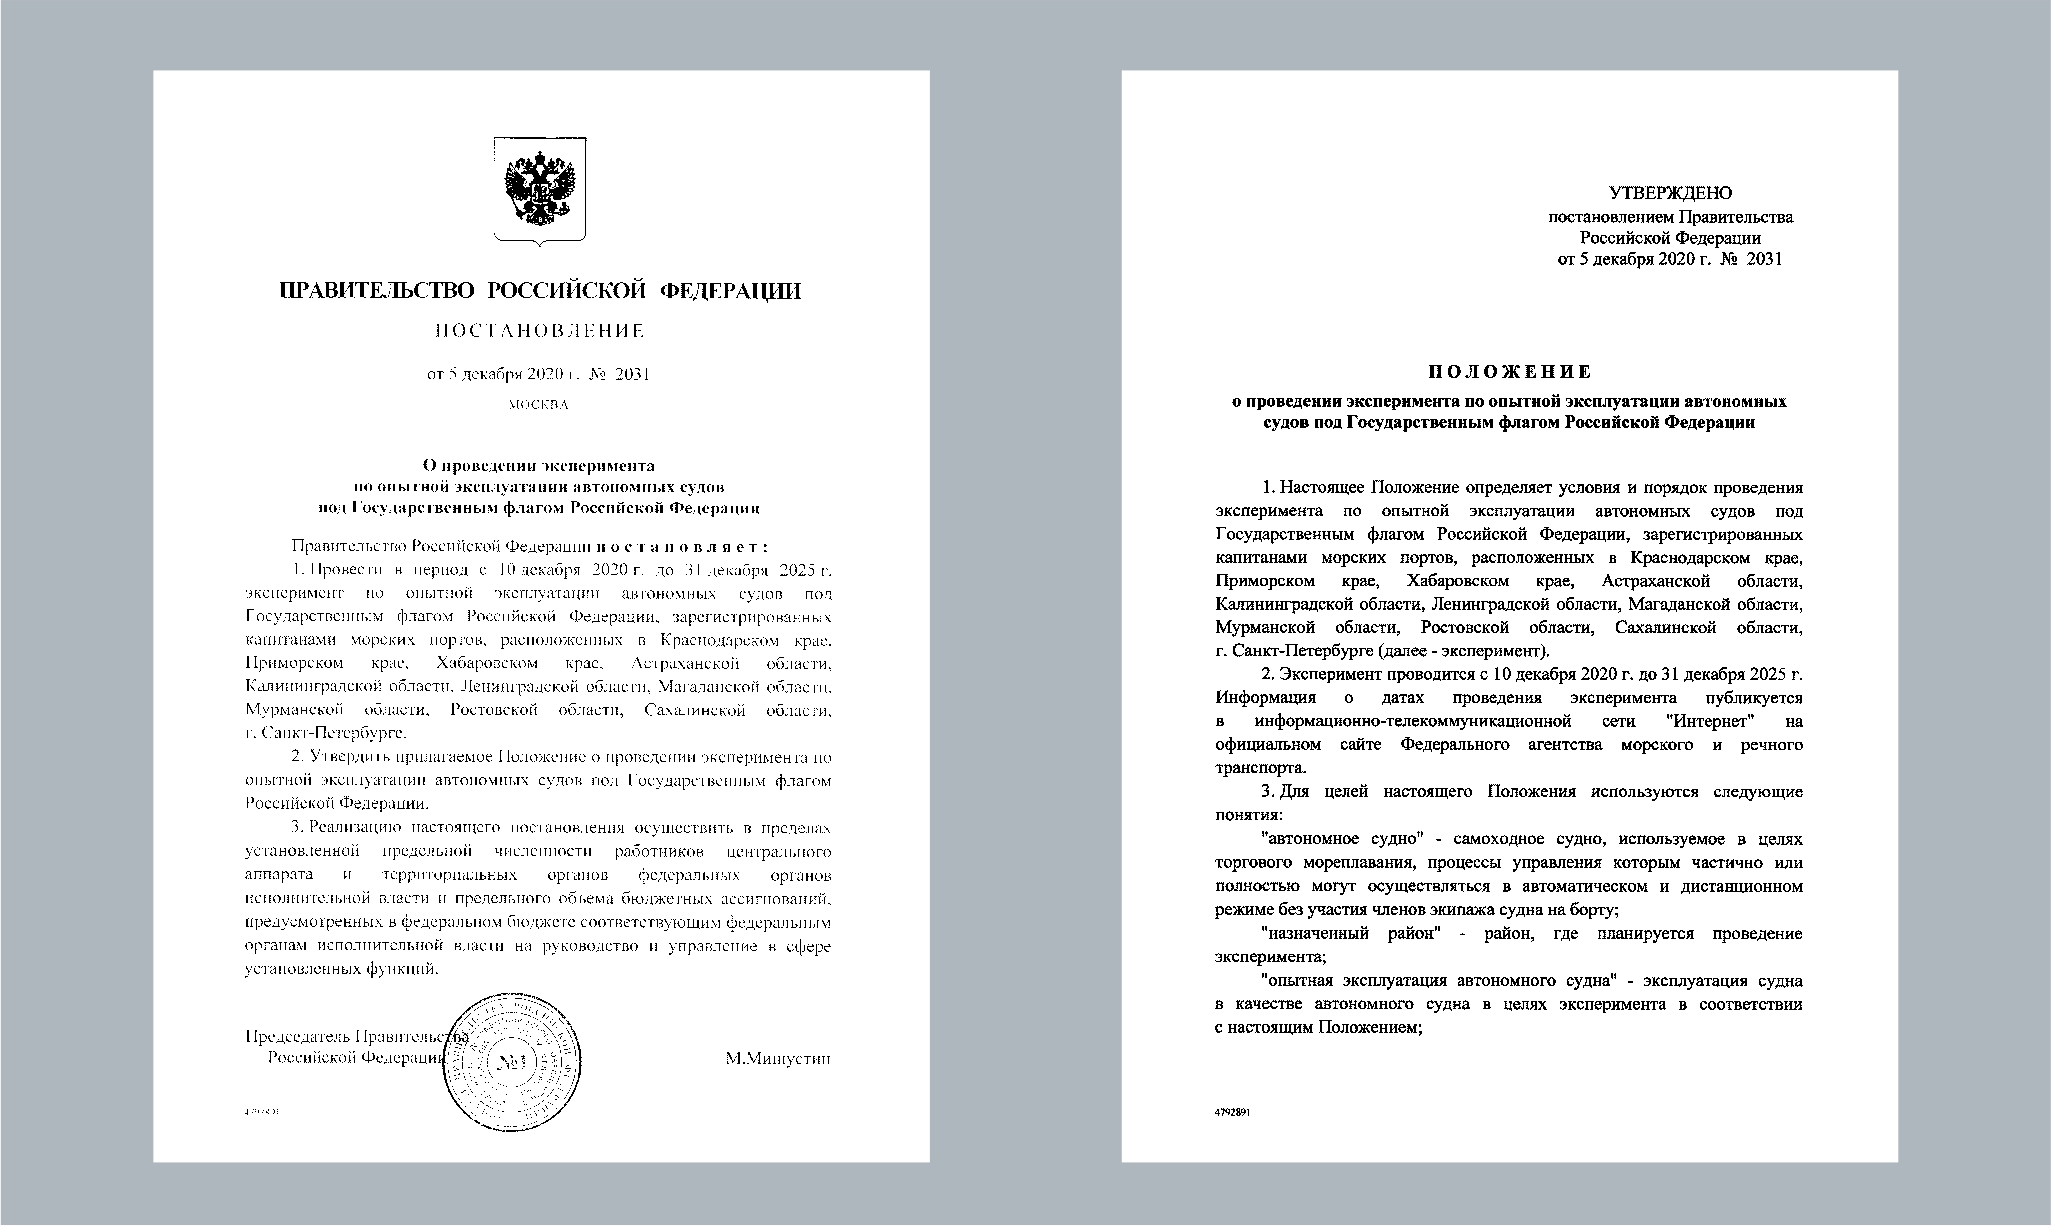 ПРАВИТЕЛЬСТВО РОССИЙСКОЙ ФЕДЕРАЦИИ
ПОСТАНОВЛЕНИЕ
от 5 декабря 2020 г. № 2031
МОСКВА
О проведении эксперимента
по опытной эксплуатации автономных судов
под Государственным флагом Российской Федерации
Правительство Российской Федерации постановляет:
1. Провести в период с 10 декабря 2020 г. до 31 декабря 2025 г.
эксперимент по опытной эксплуатации автономных судов под
Государственным флагом Российской Федерации, зарегистрированных
капитанами морских портов, расположенных в Краснодарском крае,
Приморском крае, Хабаровском крае, Астраханской области,
Калининградской области, Ленинградской области, Магаданской области,
Мурманской области, Ростовской области, Сахалинской области,
г. Санкт-Петербурге.
2. Утвердить прилагаемое Положение о проведении эксперимента по
опытной эксплуатации автономных судов под Государственным флагом
Российской Федерации.
3. Реализацию настоящего постановления осуществить в пределах
установленной предельной численности работников центрального
аппарата и территориальных органов федеральных органов
исполнительной власти и предельного объема бюджетных ассигнований,
предусмотренных в федеральном бюджете соответствующим федеральным
органам исполнительной власти на руководство и управление в сфере
установленных функций.
Председатель Правительства
Российской Федерации
№1
М.Мишустин
УТВЕРЖДЕНО
постановлением Правительства
Российской Федерации
от 5 декабря 2020 г. № 2031
ПОЛОЖЕНИЕ
о проведении эксперимента по опытной эксплуатации автономных
судов под Государственным флагом Российской Федерации
1. Настоящее Положение определяет условия и порядок проведения
эксперимента по опытной эксплуатации автономных судов под
Государственным флагом Российской Федерации, зарегистрированных
капитанами морских портов, расположенных в Краснодарском крае,
Приморском крае, Хабаровском крае, Астраханской области,
Калининградской области, Ленинградской области, Магаданской области,
Мурманской области, Ростовской области, Сахалинской области,
г. Санкт-Петербурге (далее - эксперимент).
2. Эксперимент проводится с 10 декабря 2020 г. до 31 декабря 2025 г.
Информация о датах проведения эксперимента публикуется
в информационно-телекоммуникационной сети "Интернет" на
официальном сайте Федерального агентства морского и речного
транспорта.
3. Для целей настоящего Положения используются следующие
понятия:
"автономное судно" - самоходное судно, используемое в целях
торгового мореплавания, процессы управления которым частично или
полностью могут осуществляться в автоматическом и дистанционном
режиме без участия членов экипажа судна на борту;
"назначенный район" - район, где планируется проведение
эксперимента;
"опытная эксплуатация автономного судна" - эксплуатация судна
в качестве автономного судна в целях эксперимента в соответствии
с настоящим Положением;
4792891